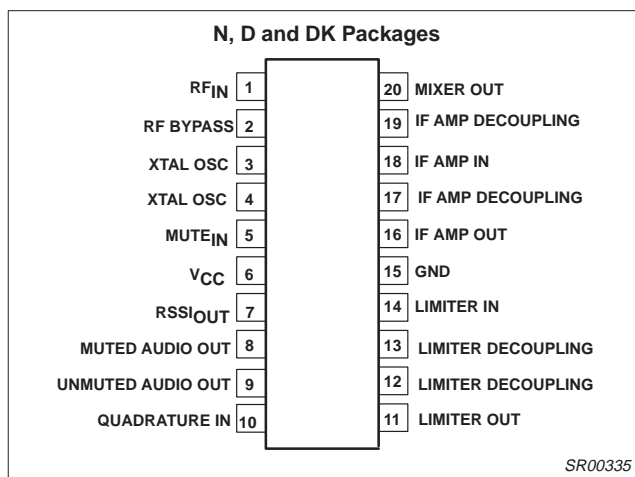 N, D and DK Packages
RFIN 1
RF BYPASS 2
XTAL OSC 3
XTAL OSC 4
MUTEIN 5
VCC 6
RSSIOUT 7
MUTED AUDIO OUT 8
UNMUTED AUDIO OUT 9
QUADRATURE IN 10
20 MIXER OUT
19 IF AMP DECOUPLING
18 IF AMP IN
17 IF AMP DECOUPLING
16 IF AMP OUT
15 GND
14 LIMITER IN
13 LIMITER DECOUPLING
12 LIMITER DECOUPLING
11 LIMITER OUT
SR00335